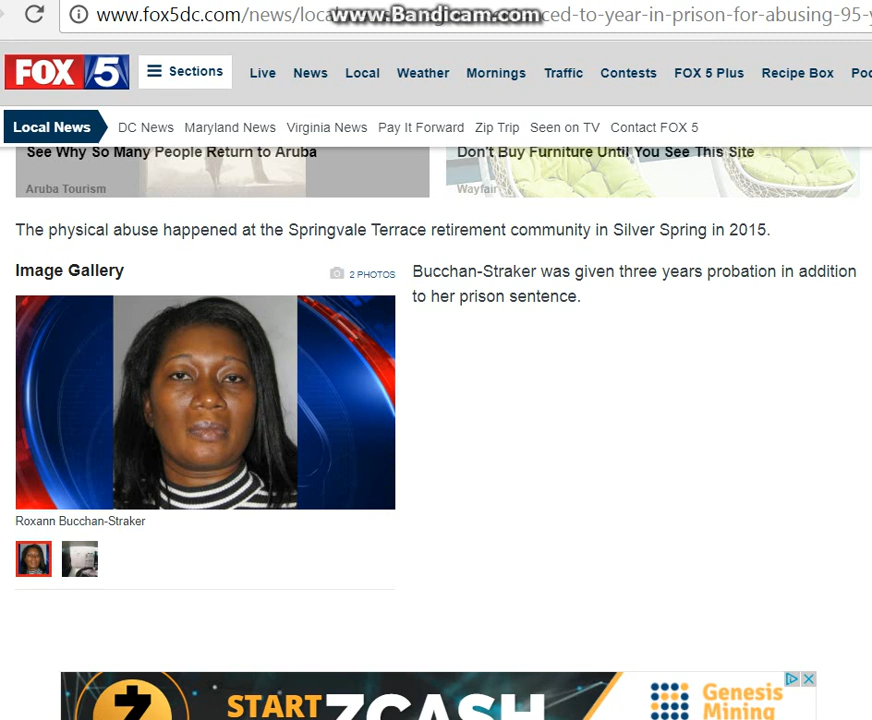 www.fox5dc.com/news/loca www.Bandicam.com ced-to-year-in-prison-for-abusing-95-y
FOX 5 Sections Live News Local Weather Mornings Traffic Contests FOX 5 Plus Recipe Box Poc
Local News DC News Maryland News Virginia News Pay It Forward Zip Trip Seen on TV Contact FOX 5
See Why So Many People Return to Aruba
Aruba Tourism
Don't Buy Furniture Until You See This Site
Wayfair
The physical abuse happened at the Springvale Terrace retirement community in Silver Spring in 2015.
Image Gallery
2 PHOTOS
Bucchan-Straker was given three years probation in addition
to her prison sentence.
Roxann Bucchan-Straker
START ZCASH
Genesis
Mining